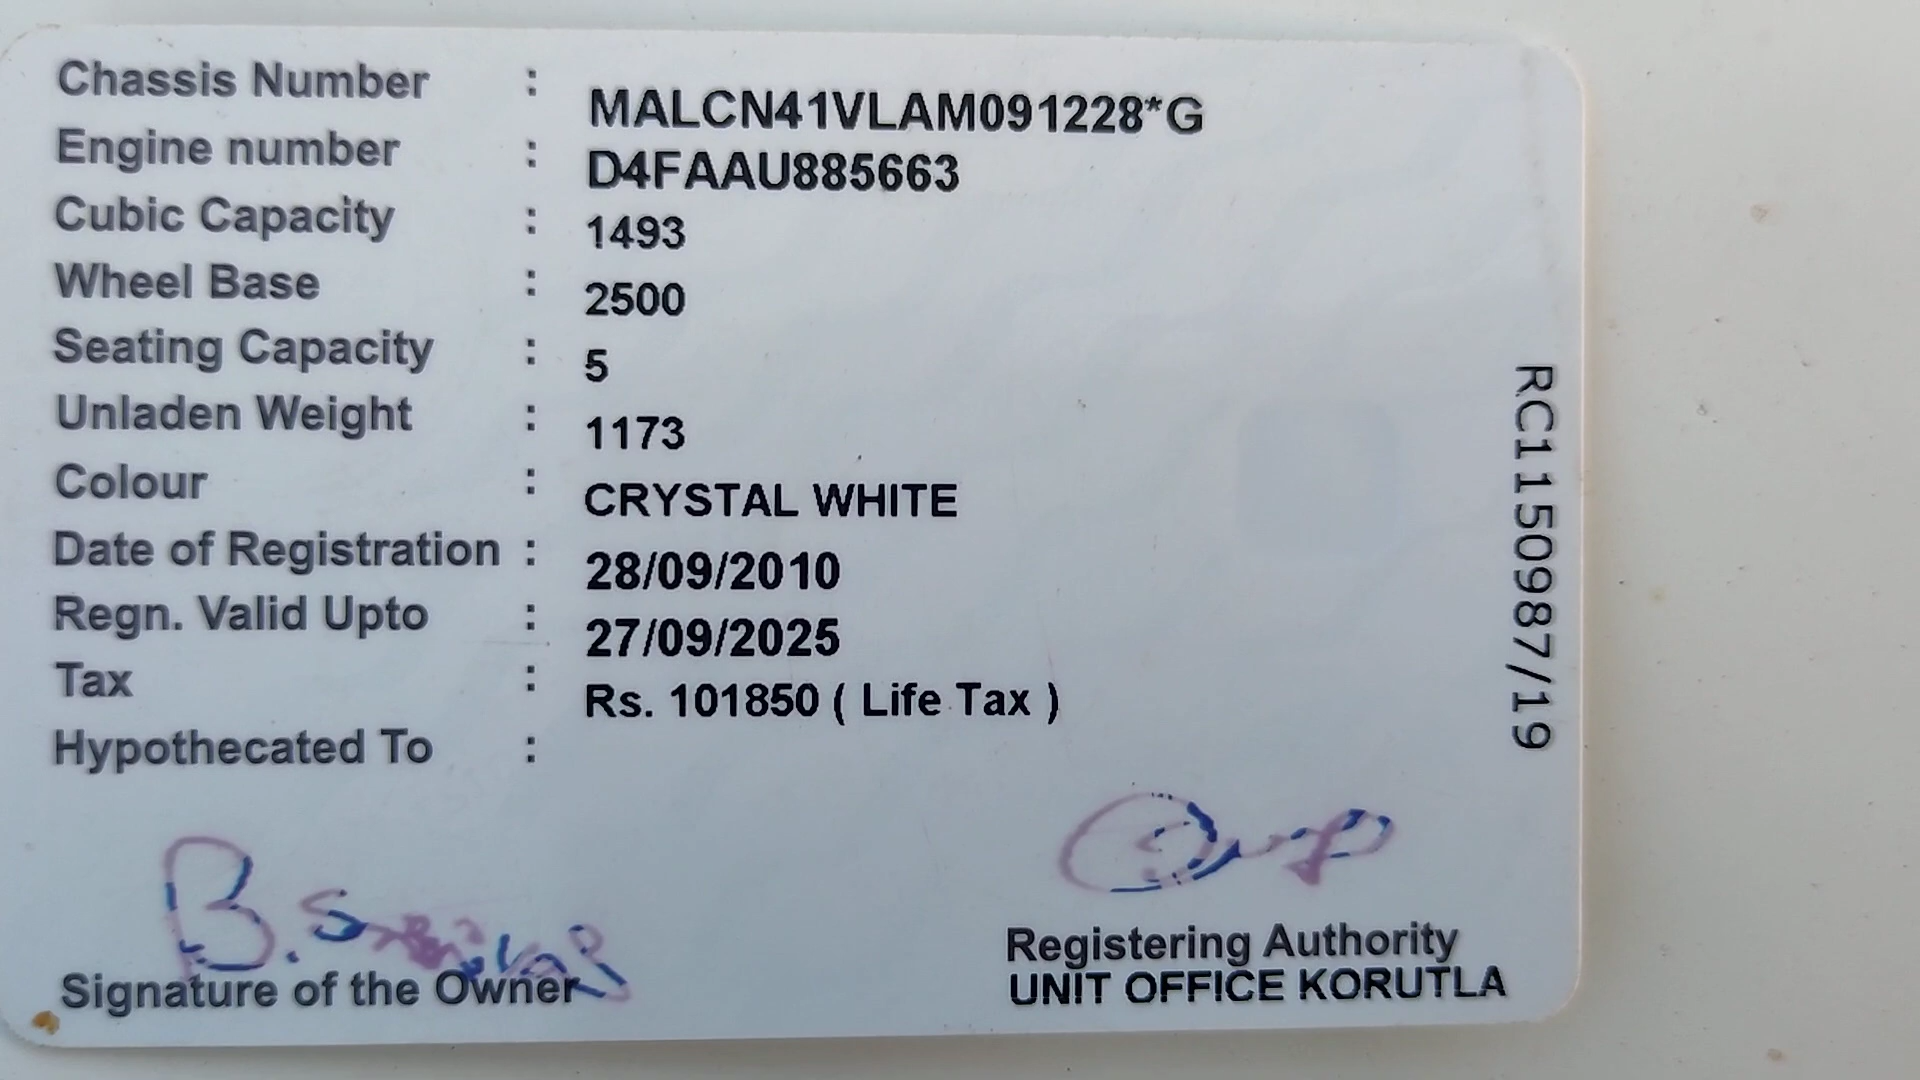 Chassis Number : MALCN41VLAM091228*G
Engine number : D4FAAU885663
Cubic Capacity : 1493
Wheel Base : 2500
Seating Capacity : 5
Unladen Weight : 1173
Colour : CRYSTAL WHITE
Date of Registration : 28/09/2010
Regn. Valid Upto : 27/09/2025
Tax : Rs. 101850 ( Life Tax )
Hypothecated To :
RC1150987/19
Signature of the Owner
Registering Authority
UNIT OFFICE KORUTLA